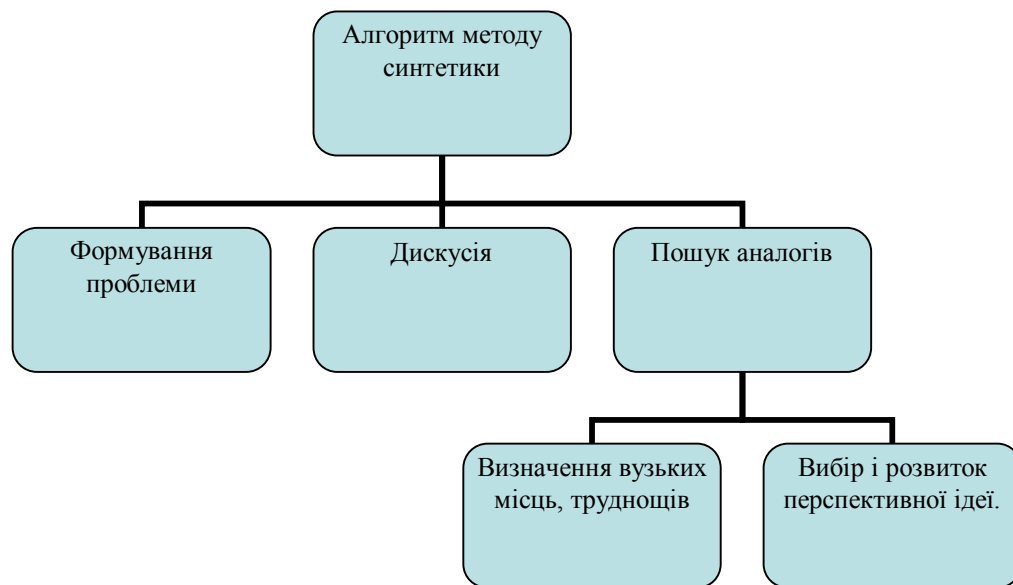 Алгоритм методу
синтетики
Формування
проблеми
Дискусія
Пошук аналогів
Визначення вузьких
місць, труднощів
Вибір і розвиток
перспективної ідеї.